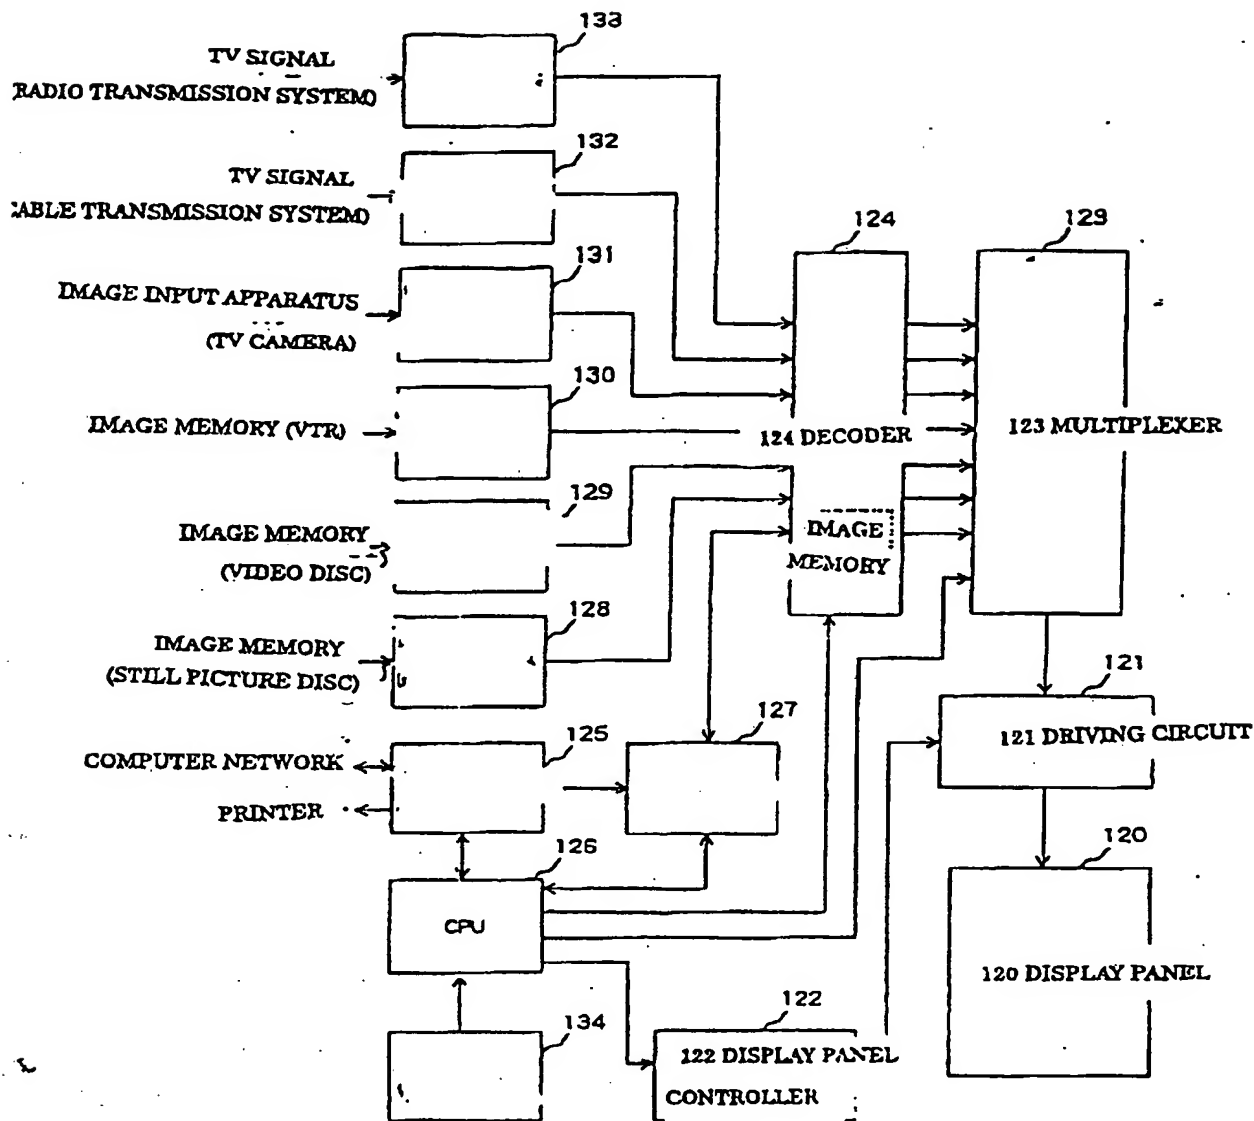 133
TV SIGNAL
RADIO TRANSMISSION SYSTEM)
132
TV SIGNAL
CABLE TRANSMISSION SYSTEM)
124
129
131
IMAGE INPUT APPARATUS
(TV CAMERA)
130
IMAGE MEMORY (VTR)
124 DECODER
123 MULTIPLEXER
129
IMAGE MEMORY
(VIDEO DISC)
IMAGE
MEMORY
128
IMAGE MEMORY
(STILL PICTURE DISC)
121
127
125
121 DRIVING CIRCUIT
COMPUTER NETWORK
PRINTER
126
120
CPU
120 DISPLAY PANEL
134
122
122 DISPLAY PANEL
CONTROLLER